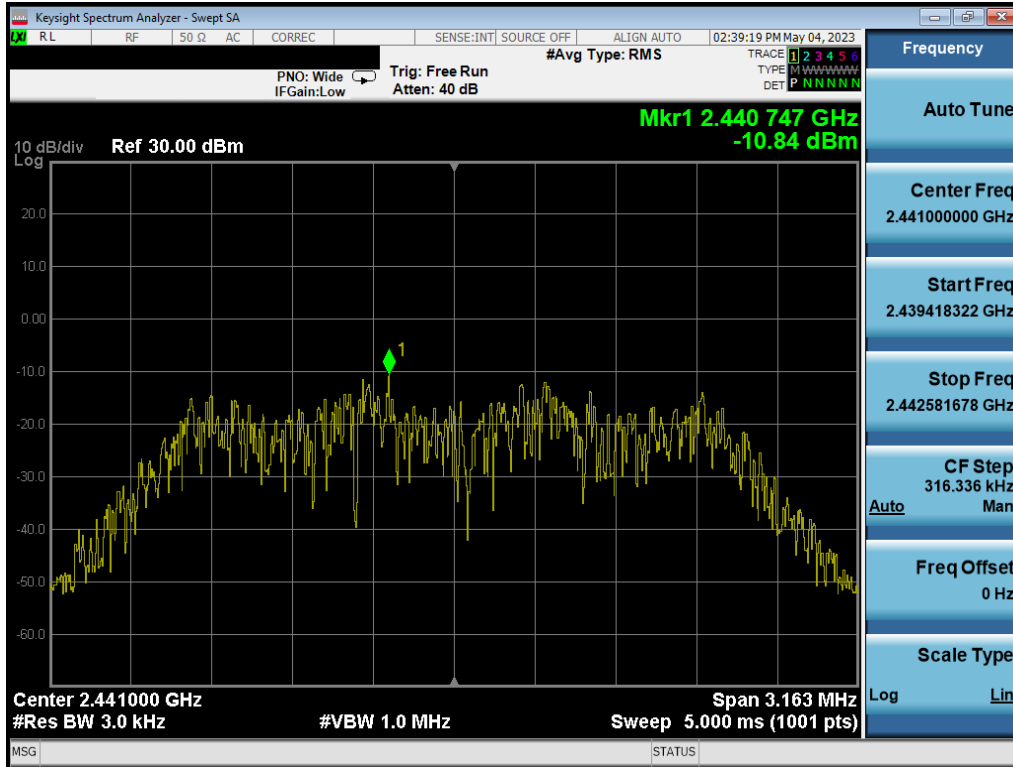 Keysight Spectrum Analyzer - Swept SA
LXI RL RF 50 Ω AC CORREC SENSE:INT SOURCE OFF ALIGN AUTO 02:39:19 PM May 04, 2023
#Avg Type: RMS
TRACE 1 2 3 4 5 6
PNO: Wide Trig: Free Run TYPE M WWWWW
IFGain:Low Atten: 40 dB DET P N N N N N
Mkr1 2.440 747 GHz
-10.84 dBm
10 dB/div Ref 30.00 dBm
Log
20.0
10.0
0.00
1
-10.0
-20.0
-30.0
-40.0
-50.0
-60.0
Center 2.441000 GHz Span 3.163 MHz
#Res BW 3.0 kHz #VBW 1.0 MHz Sweep 5.000 ms (1001 pts)
MSG STATUS
Frequency
Auto Tune
Center Freq
2.441000000 GHz
Start Freq
2.439418322 GHz
Stop Freq
2.442581678 GHz
CF Step
316.336 kHz
Auto Man
Freq Offset
0 Hz
Scale Type
Log Lin